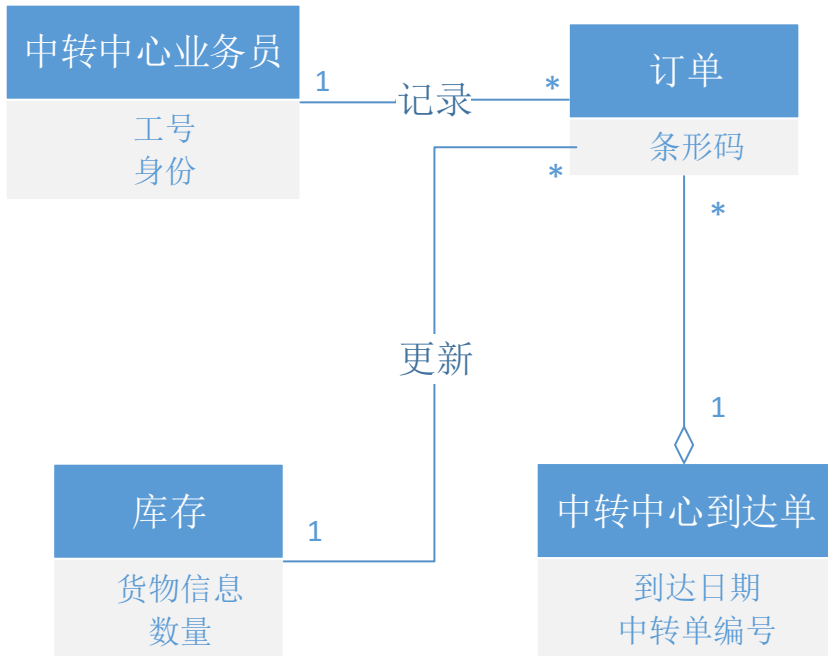 中转中心业务员
工号
身份
1
记录
*
订单
条形码
*
*
更新
1
库存
货物信息
数量
1
中转中心到达单
到达日期
中转单编号